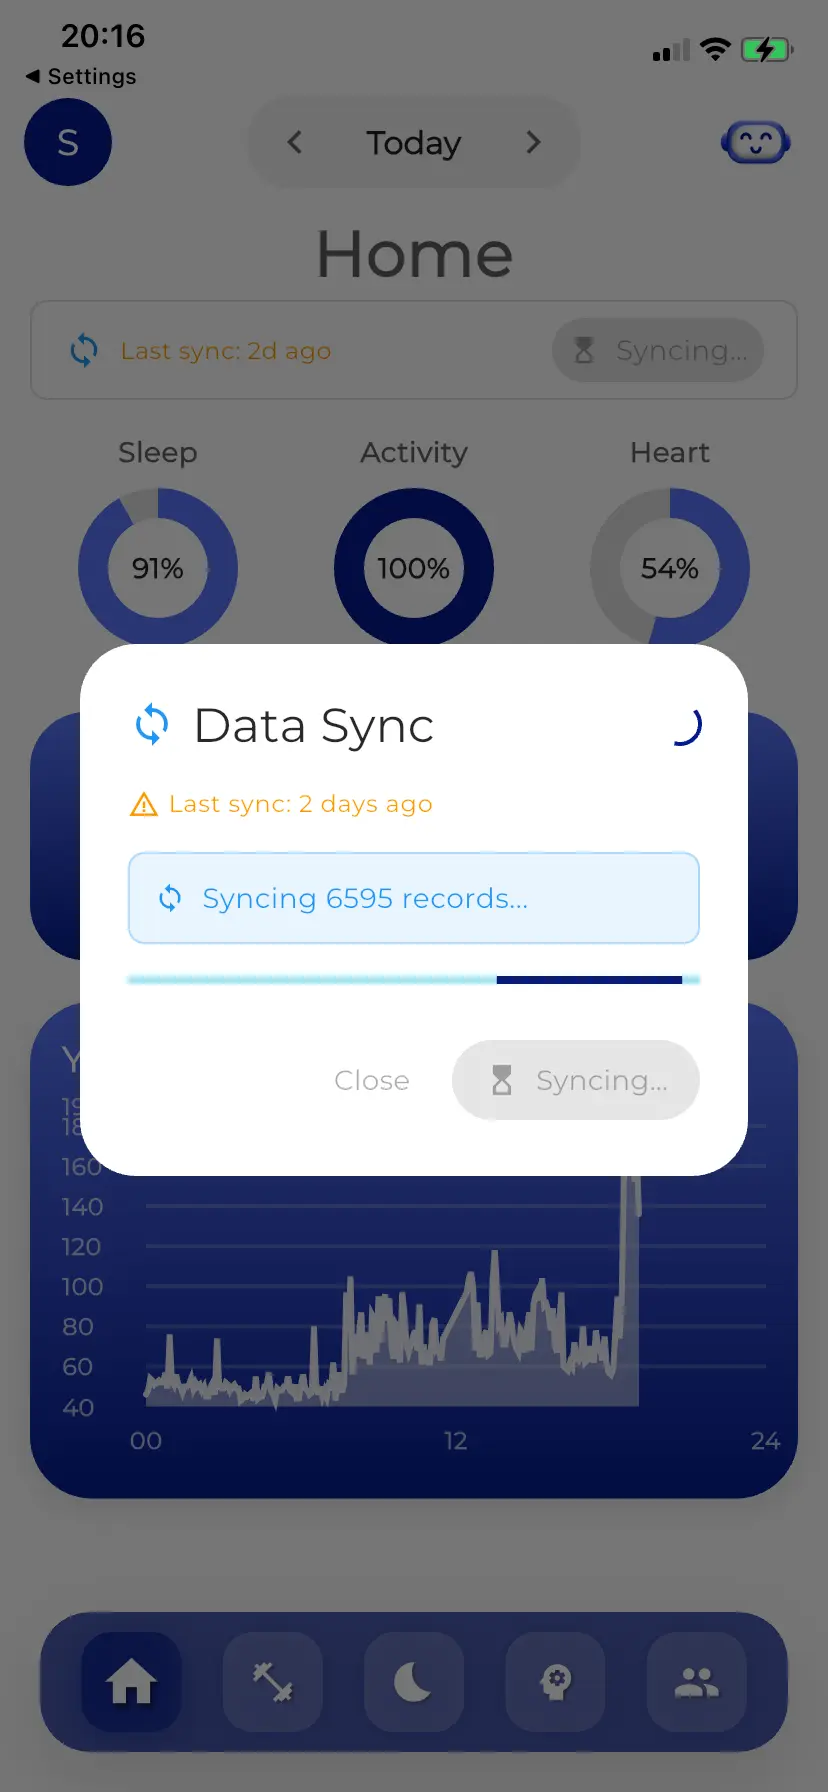 20:16
◀ Settings
S
Today
Home
Last sync: 2d ago
Syncing...
Sleep
Activity
Heart
91%
100%
54%
Data Sync
Last sync: 2 days ago
Syncing 6595 records...
Close
Syncing...
160
140
120
100
80
60
40
00
12
24